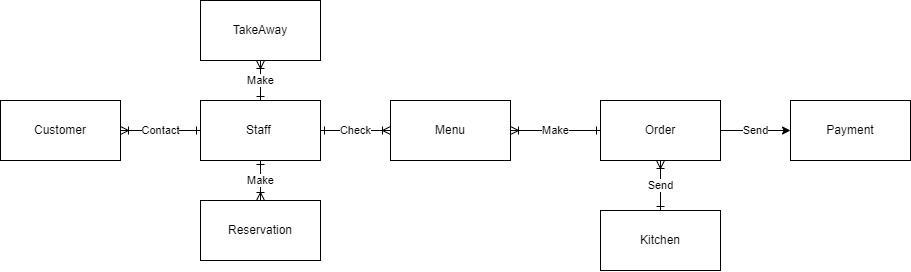 TakeAway
Make
Customer
Contact
Staff
Check
Menu
Make
Order
Send
Payment
Make
Send
Reservation
Kitchen